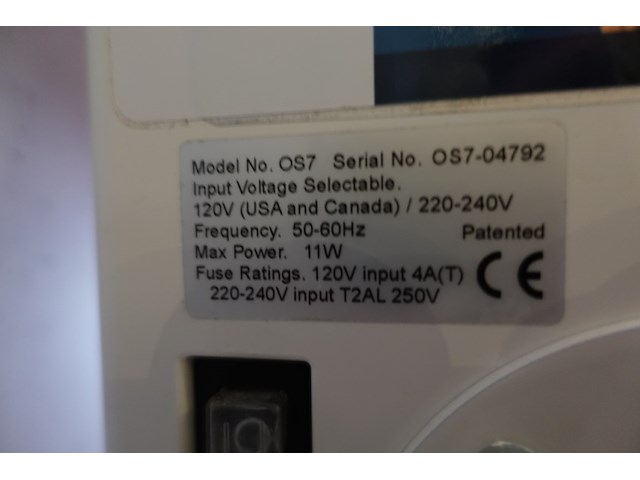 Model No. OS7 Serial No. OS7-04792
Input Voltage Selectable.
120V (USA and Canada) / 220-240V
Frequency. 50-60Hz Patented
Max Power. 11W
Fuse Ratings. 120V input 4A(T) CE
220-240V input T2AL 250V